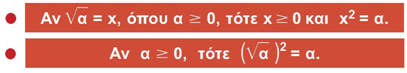 Αν √α = x, όπου α ≥ 0, τότε x ≥ 0 και x² = α.
Αν α ≥ 0, τότε (√α)² = α.